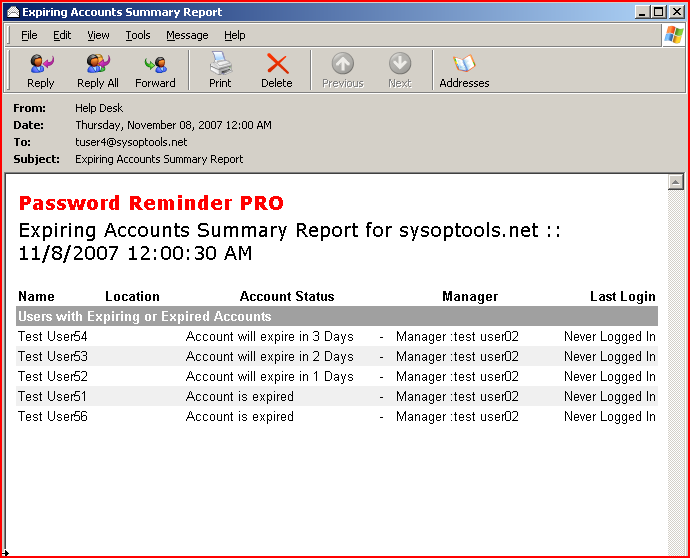 Expiring Accounts Summary Report
File Edit View Tools Message Help
Reply Reply All Forward Print Delete Previous Next Addresses
From: Help Desk
Date: Thursday, November 08, 2007 12:00 AM
To: tuser4@sysoptools.net
Subject: Expiring Accounts Summary Report
Password Reminder PRO
Expiring Accounts Summary Report for sysoptools.net ::
11/8/2007 12:00:30 AM
Name Location Account Status Manager Last Login
Users with Expiring or Expired Accounts
Test User54 Account will expire in 3 Days - Manager :test user02 Never Logged In
Test User53 Account will expire in 2 Days - Manager :test user02 Never Logged In
Test User52 Account will expire in 1 Days - Manager :test user02 Never Logged In
Test User51 Account is expired - Manager :test user02 Never Logged In
Test User56 Account is expired - Manager :test user02 Never Logged In